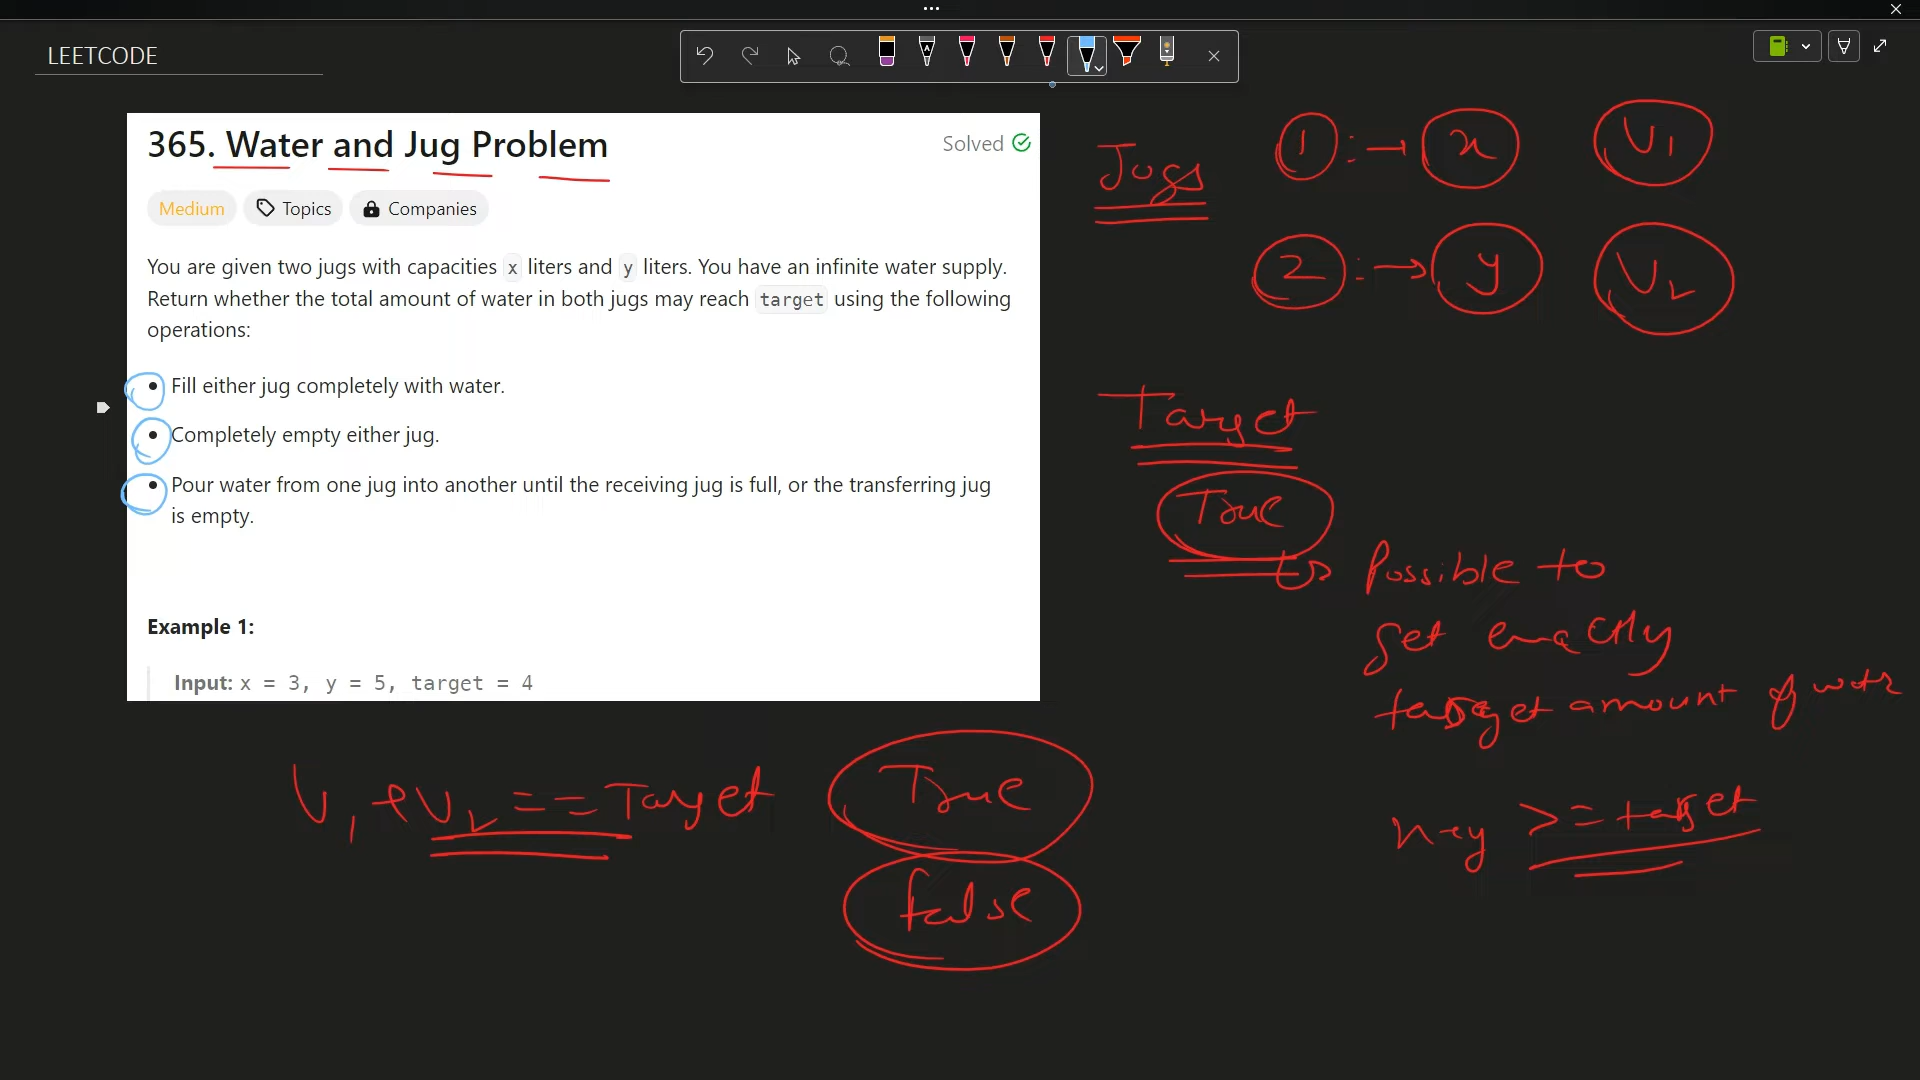 LEETCODE
365. Water and Jug Problem
Solved
Medium
Topics
Companies
You are given two jugs with capacities x liters and y liters. You have an infinite water supply.
Return whether the total amount of water in both jugs may reach target using the following
operations:
• Fill either jug completely with water.
• Completely empty either jug.
• Pour water from one jug into another until the receiving jug is full, or the transferring jug
is empty.
Example 1:
Input: x = 3, y = 5, target = 4
Jugs
1 : → x V1
2 : → y V2
Target
True
Possible to
get exactly
target amount of watr
x+y >= target
V1 + V2 == Target
True
false